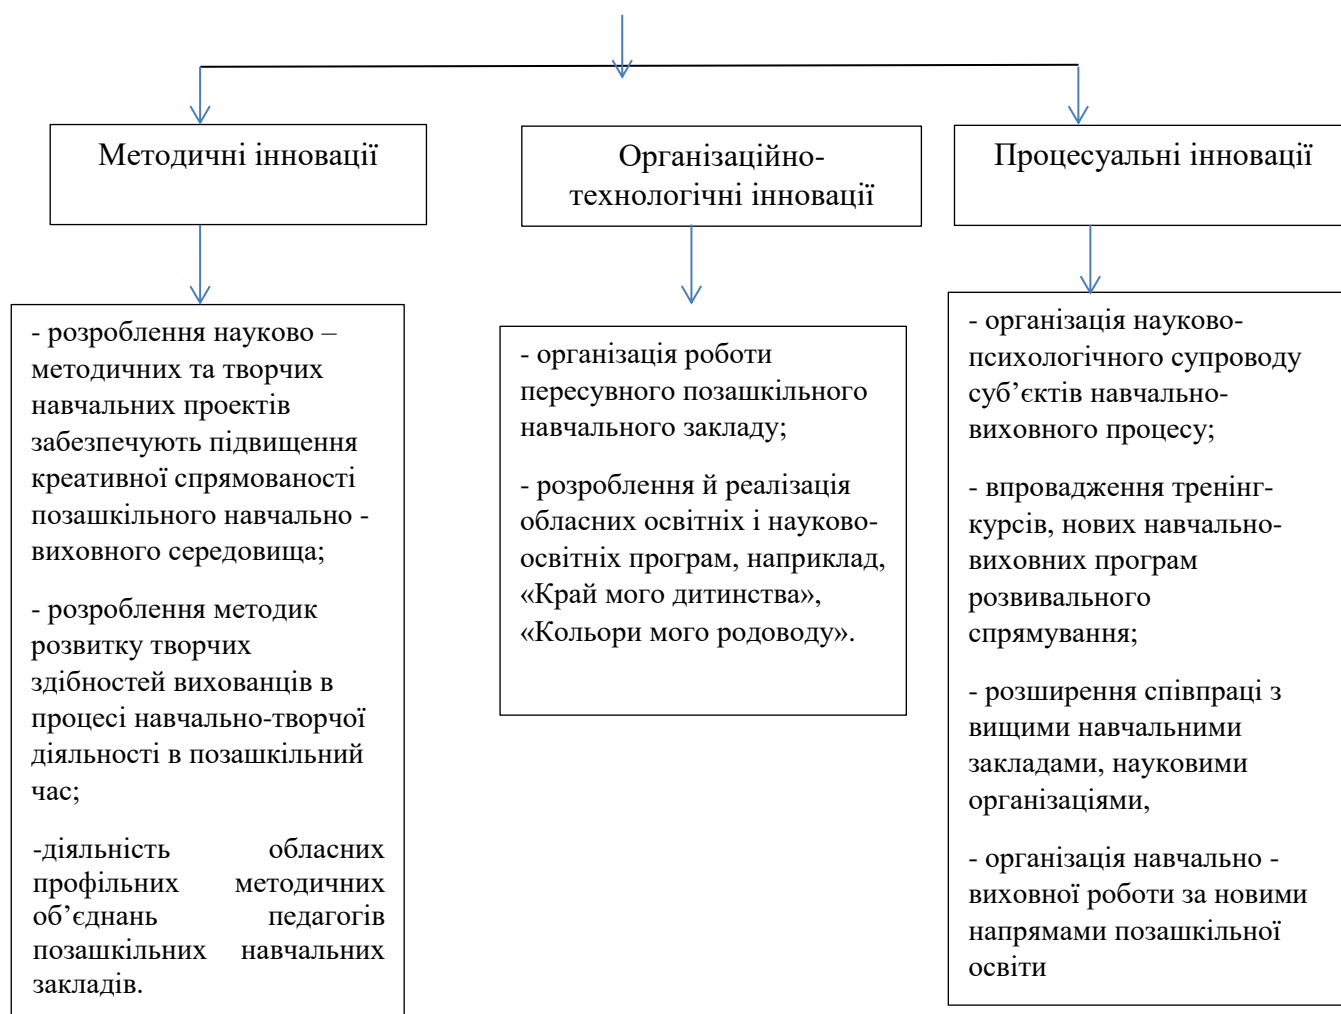 Методичні інновації
Організаційно-
технологічні інновації
Процесуальні інновації
- розроблення науково –
методичних та творчих
навчальних проектів
забезпечують підвищення
креативної спрямованості
позашкільного навчально -
виховного середовища;
- розроблення методик
розвитку творчих
здібностей вихованців в
процесі навчально-творчої
діяльності в позашкільний
час;
-діяльність обласних
профільних методичних
об’єднань педагогів
позашкільних навчальних
закладів.
- організація роботи
пересувного позашкільного
навчального закладу;
- розроблення й реалізація
обласних освітніх і науково-
освітніх програм, наприклад,
«Край мого дитинства»,
«Кольори мого родоводу».
- організація науково-
психологічного супроводу
суб’єктів навчально-
виховного процесу;
- впровадження тренінг-
курсів, нових навчально-
виховних програм
розвивального
спрямування;
- розширення співпраці з
вищими навчальними
закладами, науковими
організаціями,
- організація навчально -
виховної роботи за новими
напрямами позашкільної
освіти